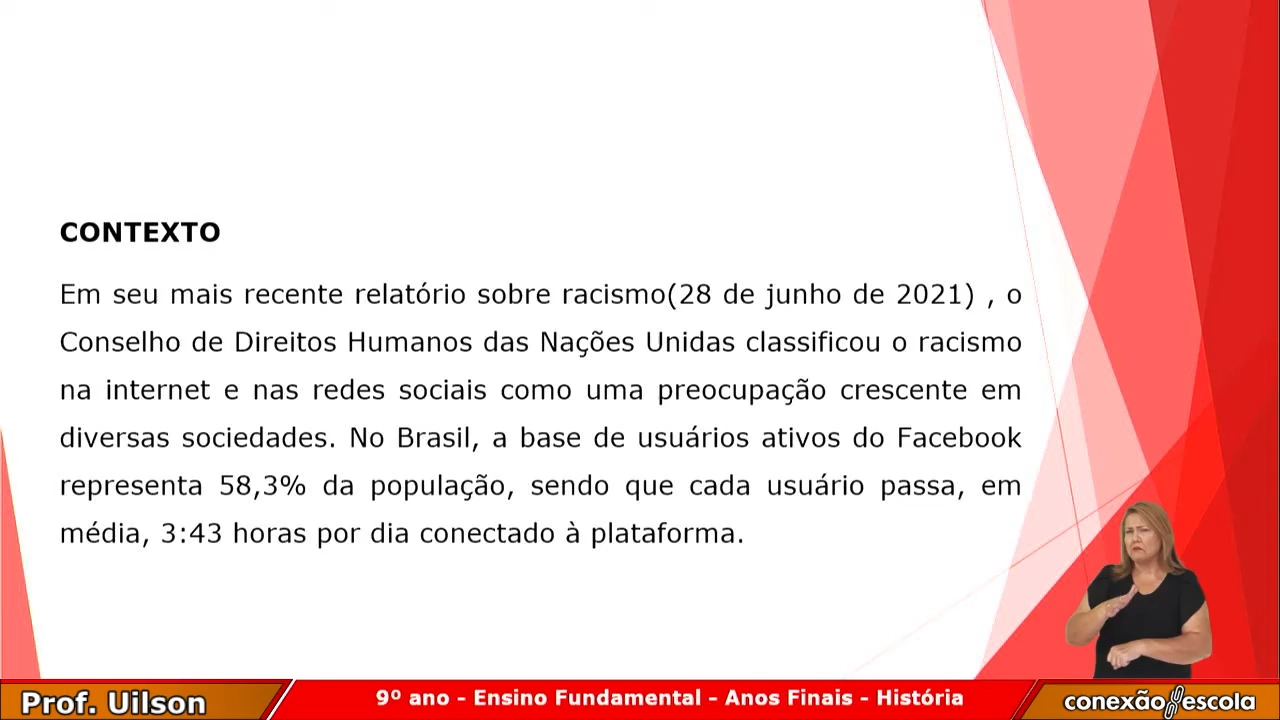 CONTEXTO
Em seu mais recente relatório sobre racismo(28 de junho de 2021) , o
Conselho de Direitos Humanos das Nações Unidas classificou o racismo
na internet e nas redes sociais como uma preocupação crescente em
diversas sociedades. No Brasil, a base de usuários ativos do Facebook
representa 58,3% da população, sendo que cada usuário passa, em
média, 3:43 horas por dia conectado à plataforma.
Prof. Uilson
9º ano - Ensino Fundamental - Anos Finais - História
conexão escola